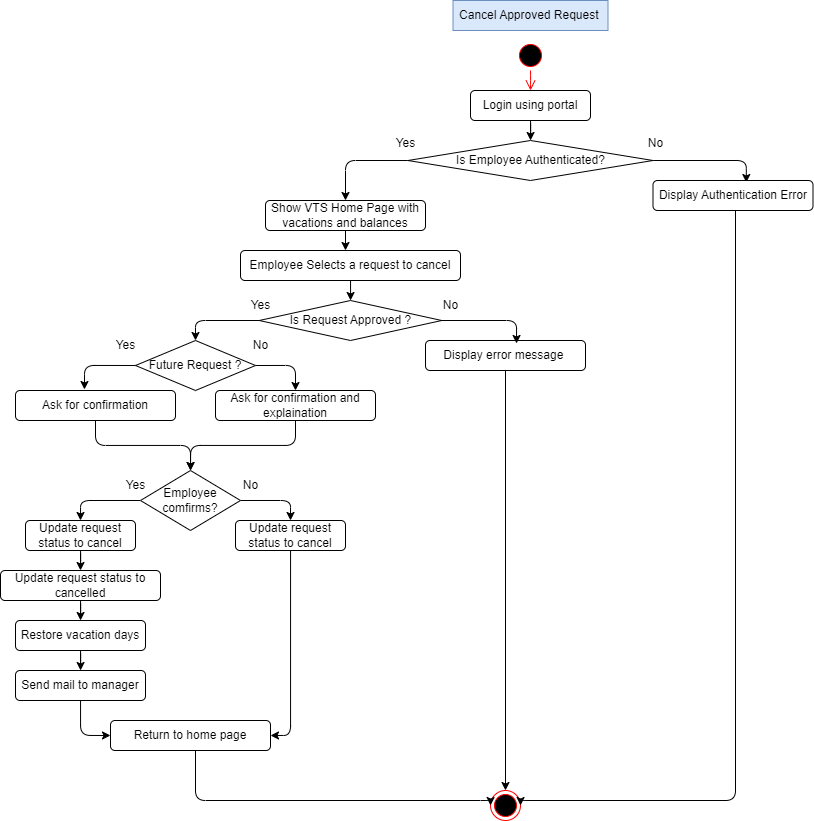 Cancel Approved Request
Login using portal
Yes
No
Is Employee Authenticated?
Display Authentication Error
Show VTS Home Page with
vacations and balances
Employee Selects a request to cancel
Yes
No
Is Request Approved ?
Display error message
Yes
No
Future Request ?
Ask for confirmation
Ask for confirmation and
explaination
Yes
No
Employee
comfirms?
Update request
status to cancel
Update request
status to cancel
Update request status to
cancelled
Restore vacation days
Send mail to manager
Return to home page